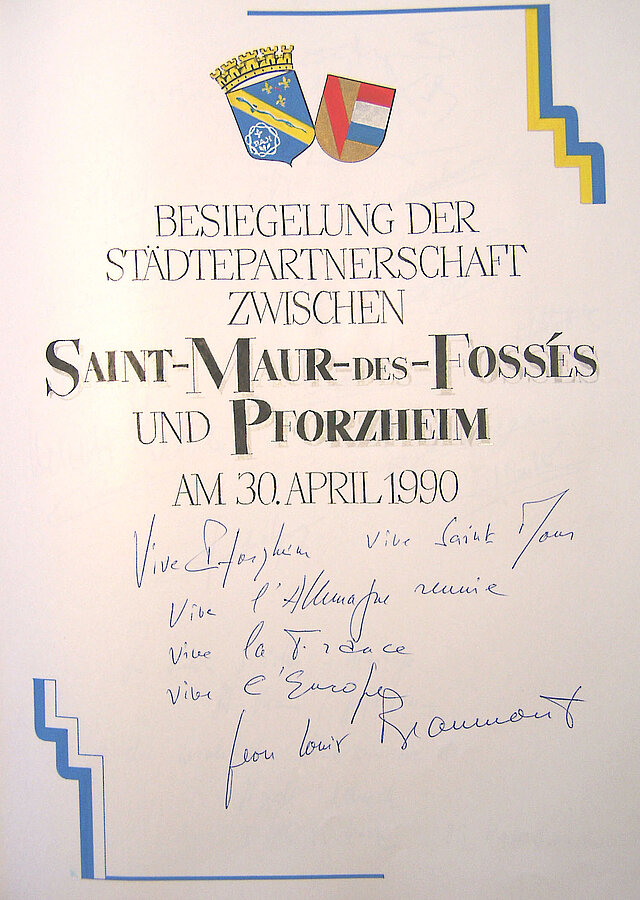 BESIEGELUNG DER
STÄDTEPARTNERSCHAFT
ZWISCHEN
SAINT-MAUR-DES-FOSSÉS
UND PFORZHEIM
AM 30. APRIL 1990
Vive Pforzheim vive Saint Maur
Vive l'Allemagne reunie
vive la France
vive l'Europe
Jean Louis Beaumont